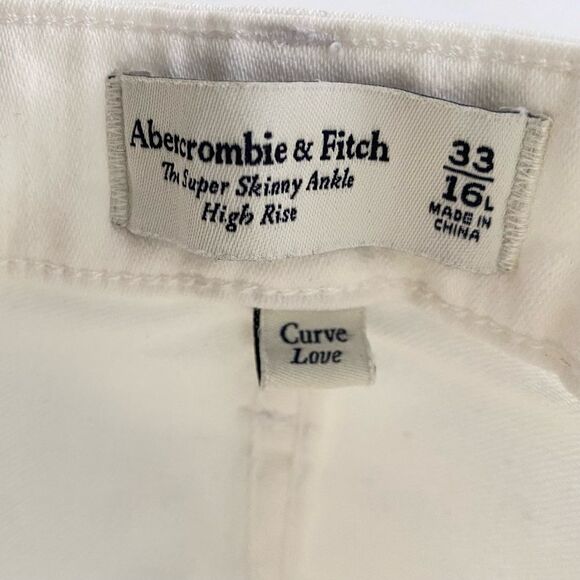 Abercrombie & Fitch
The Super Skinny Ankle
High Rise
33
16L
MADE IN
CHINA
Curve
Love